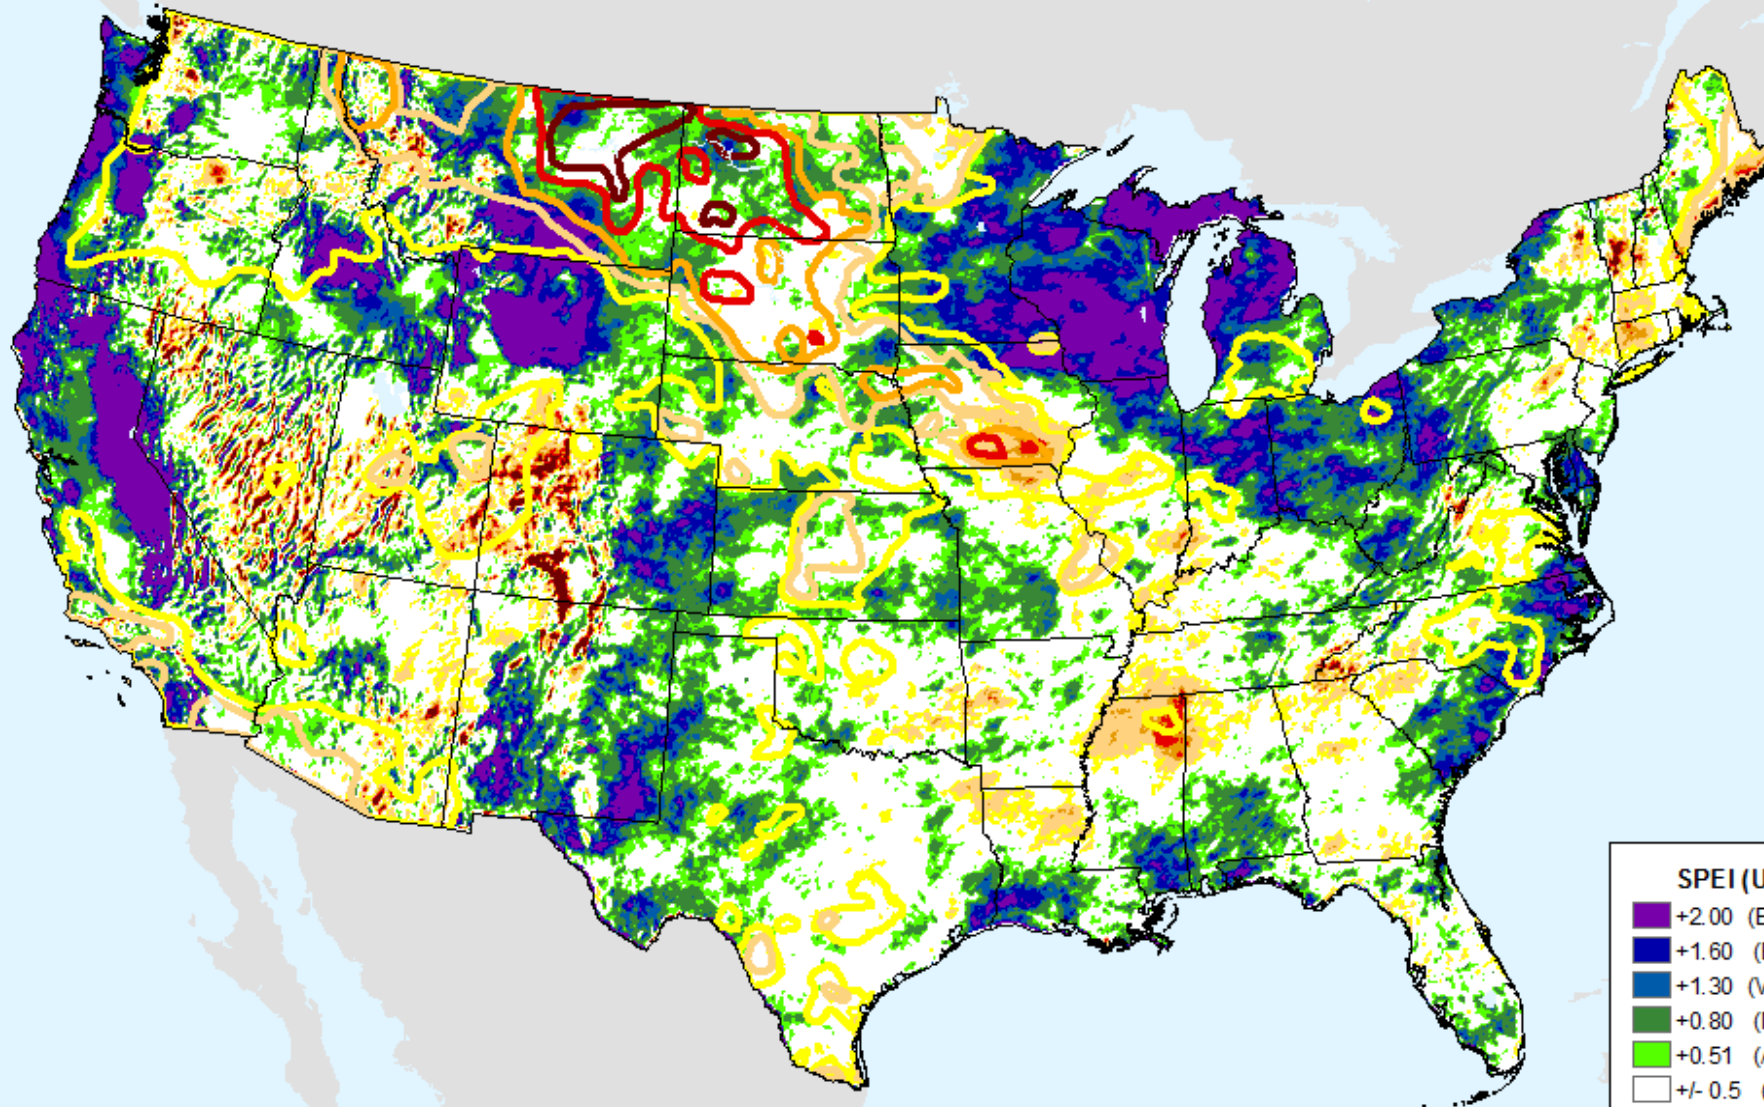 SPEI (U
+2.00 (E
+1.60 (
+1.30 (V
+0.80 (
+0.51 (
+/- 0.5 (